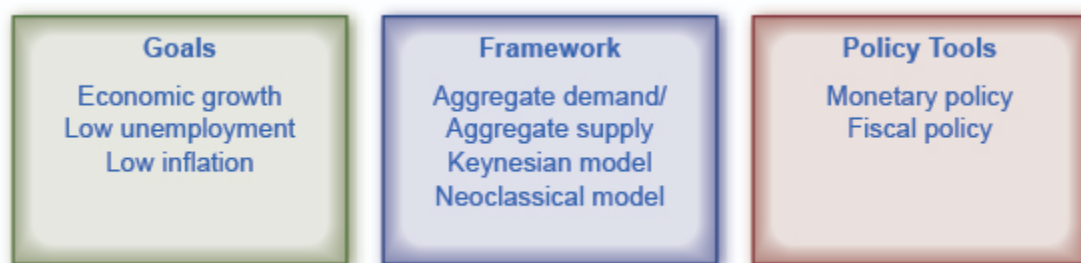 Goals
Economic growth
Low unemployment
Low inflation
Framework
Aggregate demand/
Aggregate supply
Keynesian model
Neoclassical model
Policy Tools
Monetary policy
Fiscal policy